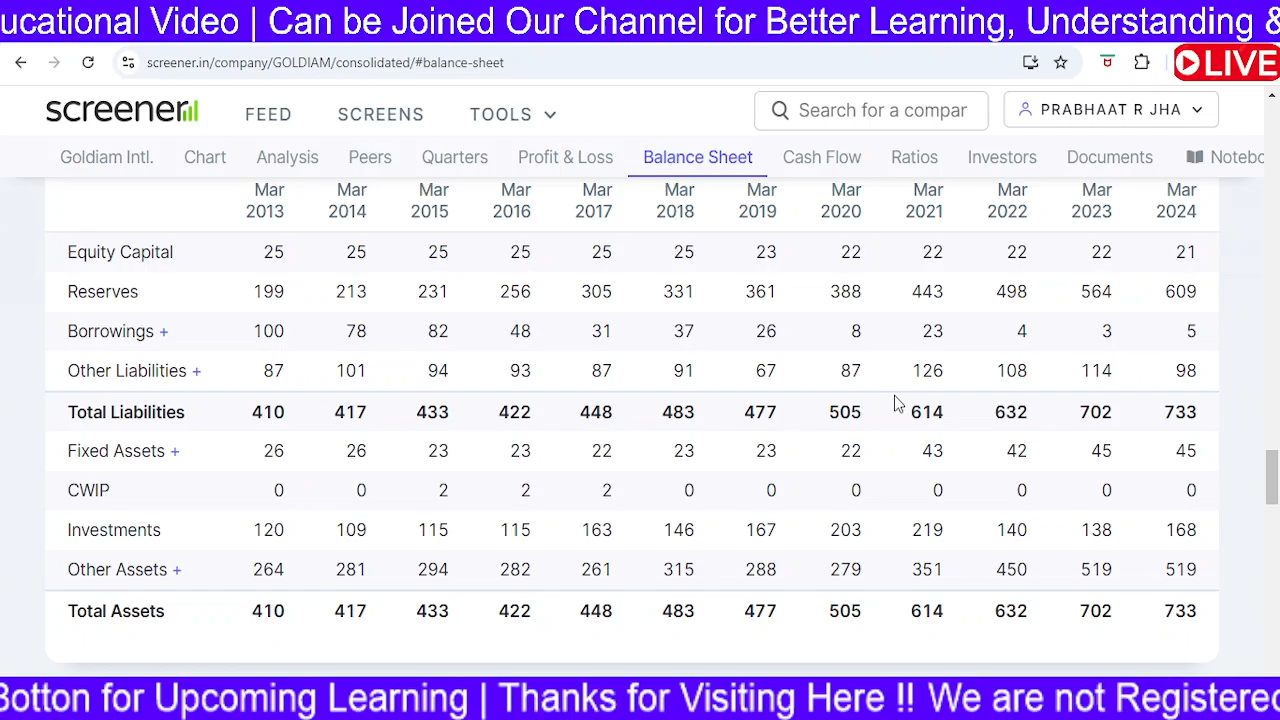 ucational Video | Can be Joined Our Channel for Better Learning, Understanding &
screener.in/company/GOLDIAM/consolidated/#balance-sheet
LIVE
screener FEED SCREENS TOOLS Search for a compar PRABHAAT R JHA
Goldiam Intl. Chart Analysis Peers Quarters Profit & Loss Balance Sheet Cash Flow Ratios Investors Documents Notebo
Mar 2013 Mar 2014 Mar 2015 Mar 2016 Mar 2017 Mar 2018 Mar 2019 Mar 2020 Mar 2021 Mar 2022 Mar 2023 Mar 2024
Equity Capital 25 25 25 25 25 25 23 22 22 22 22 21
Reserves 199 213 231 256 305 331 361 388 443 498 564 609
Borrowings + 100 78 82 48 31 37 26 8 23 4 3 5
Other Liabilities + 87 101 94 93 87 91 67 87 126 108 114 98
Total Liabilities 410 417 433 422 448 483 477 505 614 632 702 733
Fixed Assets + 26 26 23 23 22 23 23 22 43 42 45 45
CWIP 0 0 2 2 2 0 0 0 0 0 0 0
Investments 120 109 115 115 163 146 167 203 219 140 138 168
Other Assets + 264 281 294 282 261 315 288 279 351 450 519 519
Total Assets 410 417 433 422 448 483 477 505 614 632 702 733
Botton for Upcoming Learning | Thanks for Visiting Here !! We are not Registered